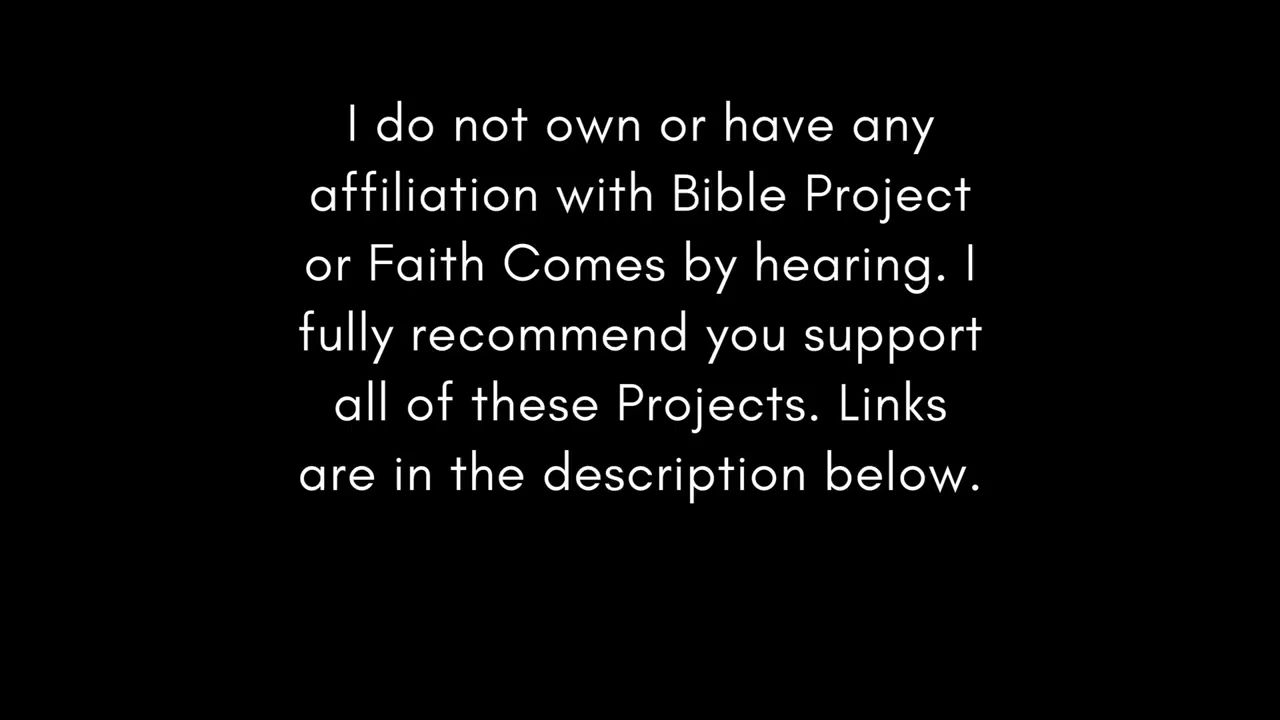 I do not own or have any
affiliation with Bible Project
or Faith Comes by hearing. I
fully recommend you support
all of these Projects. Links
are in the description below.